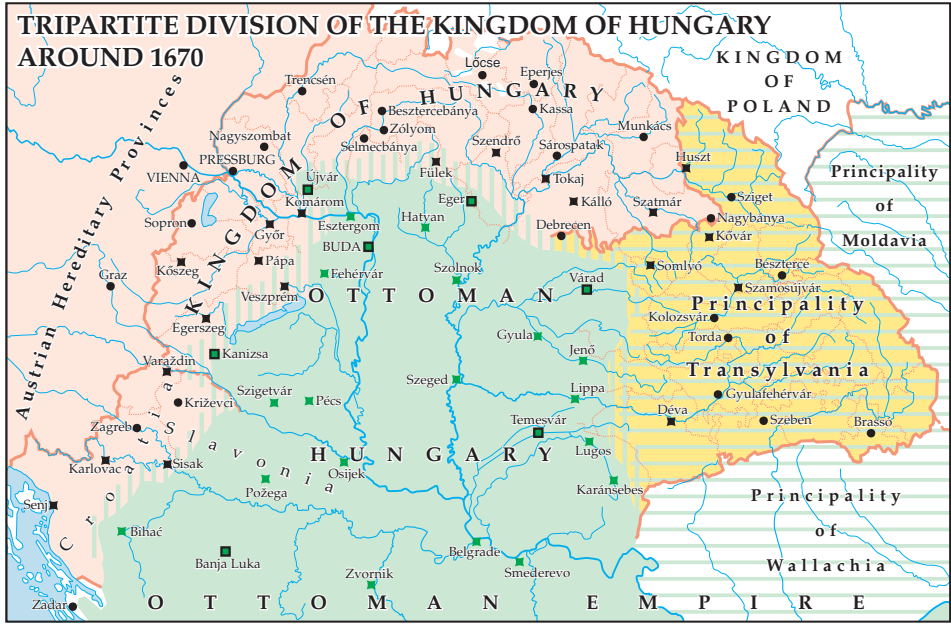 TRIPARTITE DIVISION OF THE KINGDOM OF HUNGARY
AROUND 1670
KINGDOM
OF
POLAND
Austrian Hereditary Provinces
KINGDOM OF HUNGARY
Lőcse
Eperjes
Trencsén
Besztercebánya
Kassa
Zólyom
Selmecbánya
Nagyszombat
Szendrő
Sárospatak
Munkács
PRESSBURG
VIENNA
Huszt
Principality
of
Moldavia
Újvár
Fülek
Tokaj
Komárom
Eger
Kálló
Szatmár
Sziget
Sopron
Győr
Esztergom
Hatvan
Debrecen
Nagybánya
Kővár
BUDA
Kőszeg
Pápa
Fehérvár
Szolnok
Várad
Somlyó
Beszterce
Graz
Veszprém
Szamosújvár
OTTOMAN
Principality
of
Transylvania
Egerszeg
Kolozsvár
Gyula
Torda
Kanizsa
Jenő
Varaždin
Szigetvár
Pécs
Szeged
Lippa
Gyulafehérvár
Križevci
Déva
Szeben
Brasso
Zagreb
Temesvár
Croatia
Slavonia
HUNGARY
Lugos
Karlovac
Sisak
Osijek
Požega
Karánsebes
Principality
of
Wallachia
Senj
Bihać
Belgrade
Banja Luka
Smederevo
Zvornik
Zadar
OTTOMAN EMPIRE